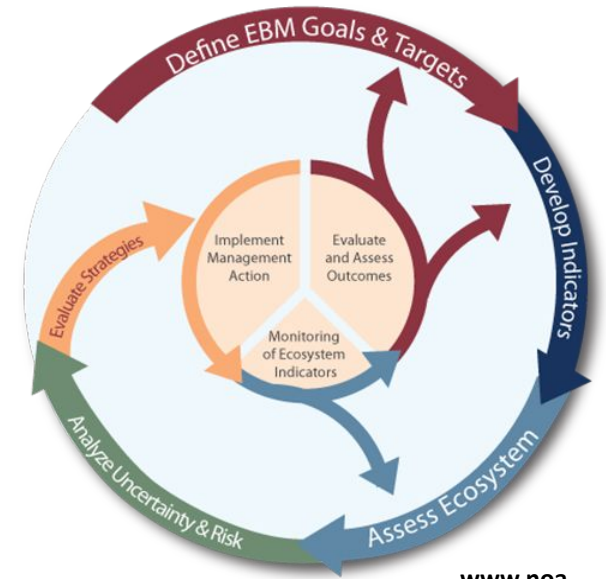 Define EBM Goals & Targets
Develop Indicators
Assess Ecosystem
Analyze Uncertainty & Risk
Evaluate Strategies
Implement
Management
Action
Evaluate
and Assess
Outcomes
Monitoring
of Ecosystem
Indicators